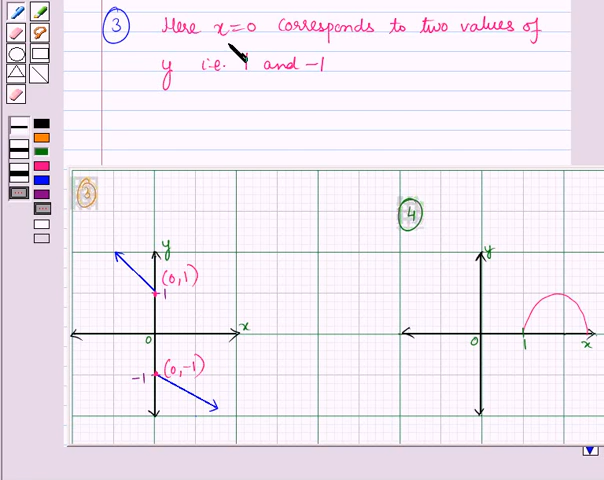 3 Here x=0 corresponds to two values of
y i.e. 1 and -1
3
4
y
y
(0,1)
1
0
x
0
1
x
-1
(0,-1)